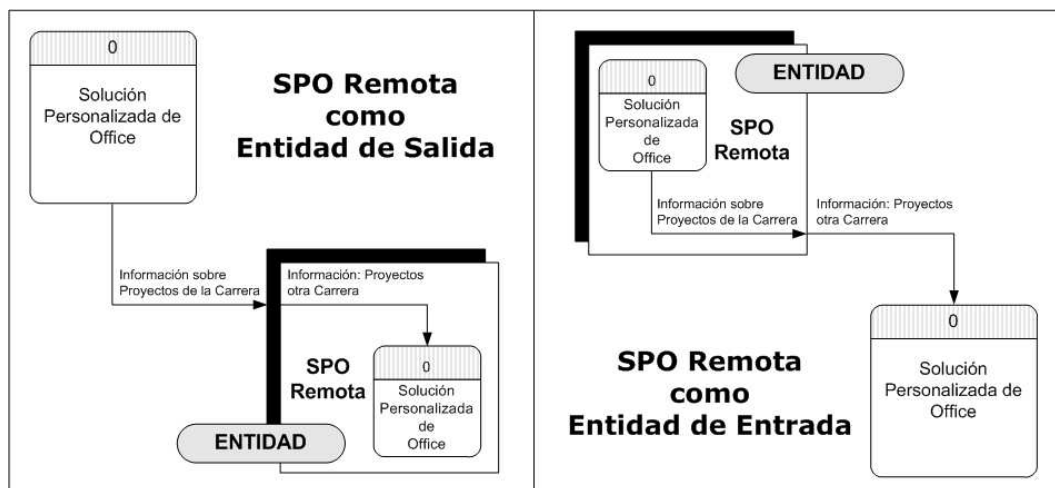 0
Solución
Personalizada de
Office
SPO Remota
como
Entidad de Salida
Información sobre
Proyectos de la Carrera
Información: Proyectos
otra Carrera
SPO
Remota
0
Solución
Personalizada
de
Office
ENTIDAD
ENTIDAD
0
Solución
Personalizada
de
Office
SPO
Remota
Información sobre
Proyectos de la Carrera
Información: Proyectos
otra Carrera
0
Solución
Personalizada de
Office
SPO Remota
como
Entidad de Entrada